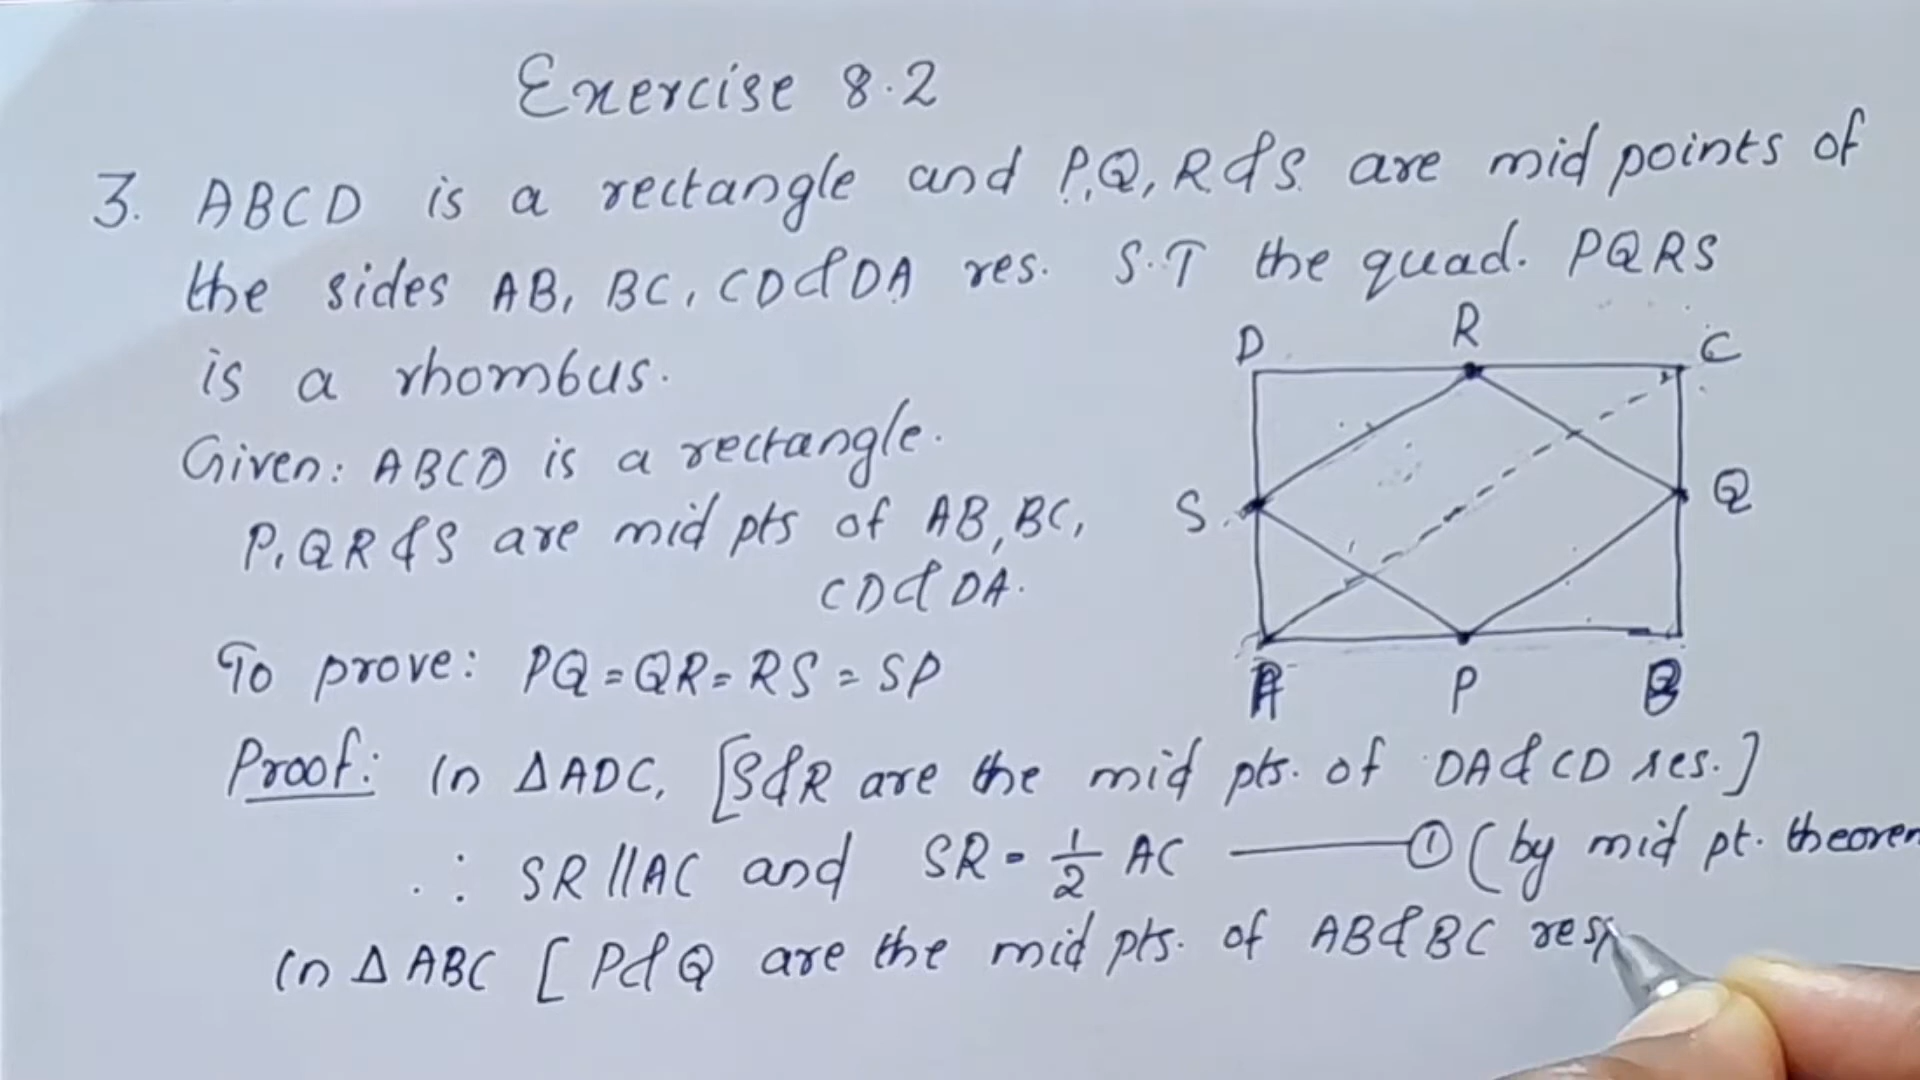 Exercise 8.2
3. ABCD is a rectangle and P,Q,R&S are mid points of
the sides AB, BC, CD&DA res. S.T the quad. PQRS
is a rhombus.
Given: ABCD is a rectangle.
P,QR&S are mid pts of AB,BC,
CD&DA.
To prove: PQ=QR=RS=SP
D R C
S Q
A P B
Proof: In ΔADC, [S&R are the mid pts. of DA&CD res.]
∴ SR||AC and SR=1/2 AC ——① (by mid pt. theorem
In ΔABC [P&Q are the mid pts. of AB&BC resp